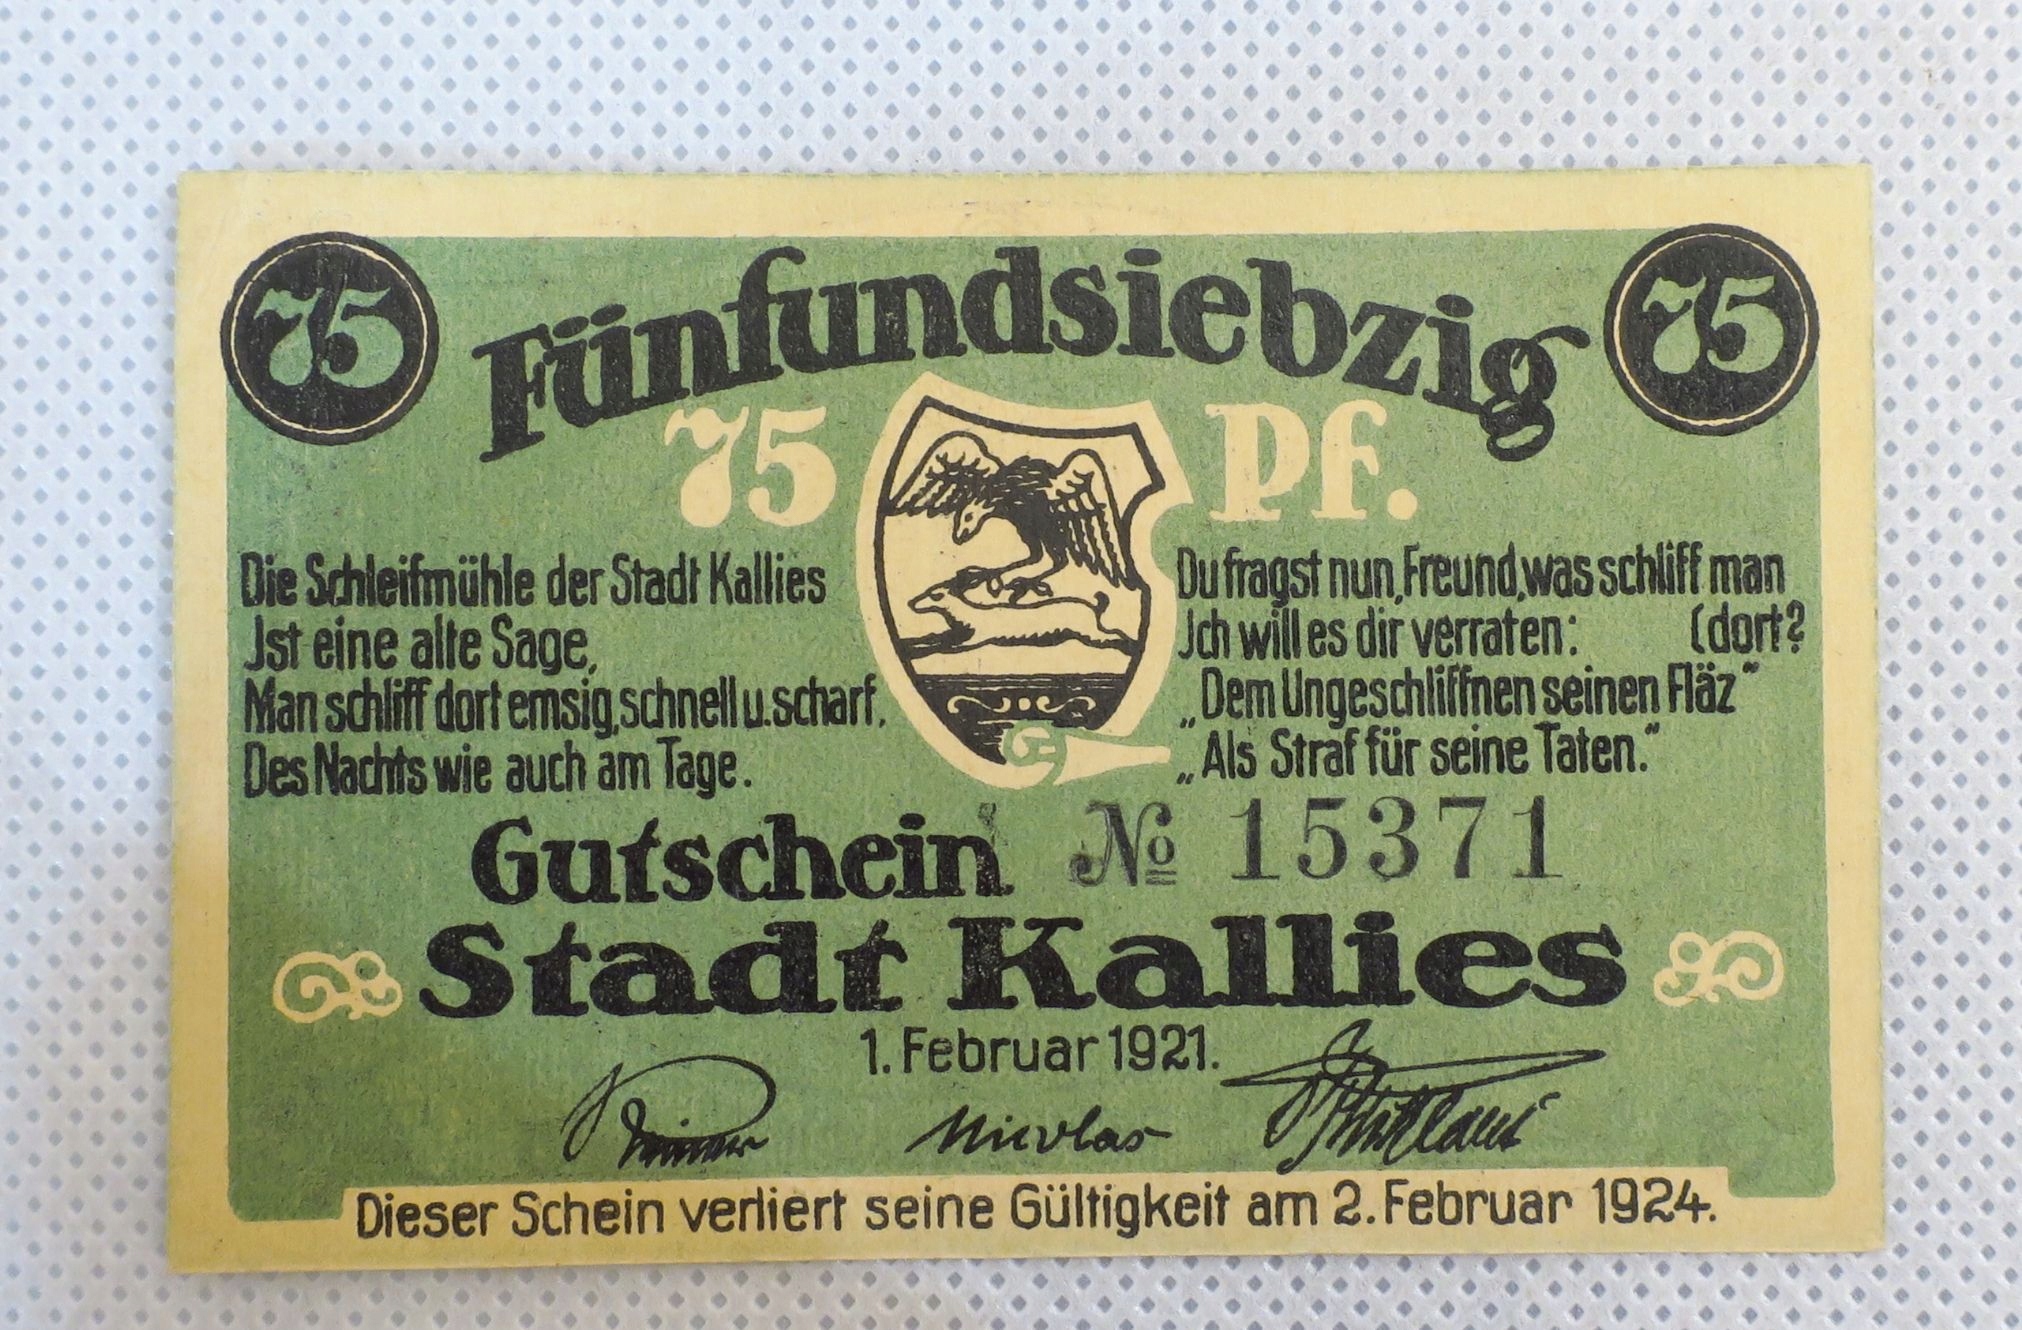 75 Fünfundsiebzig 75
75 Pf.
Die Schleifmühle der Stadt Kallies
Ist eine alte Sage,
Man schliff dort emsig, schnell u. scharf,
Des Nachts wie auch am Tage.
Du fragst nun, Freund, was schliff man
Ich will es dir verraten: (dort?
„Dem Ungeschliffnen seinen Fläz"
„Als Straf für seine Taten."
Gutschein № 15371
Stadt Kallies
1. Februar 1921.
Nicolas
Dieser Schein verliert seine Gültigkeit am 2. Februar 1924.